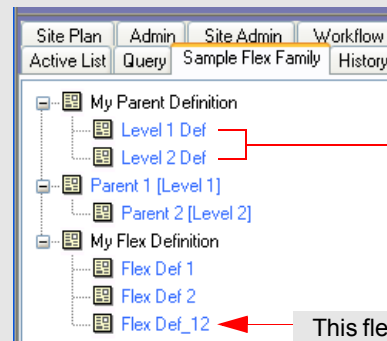 Site Plan Admin Site Admin Workflow
Active List Query Sample Flex Family History
My Parent Definition
Level 1 Def
Level 2 Def
Parent 1 [Level 1]
Parent 2 [Level 2]
My Flex Definition
Flex Def 1
Flex Def 2
Flex Def_12
This fle